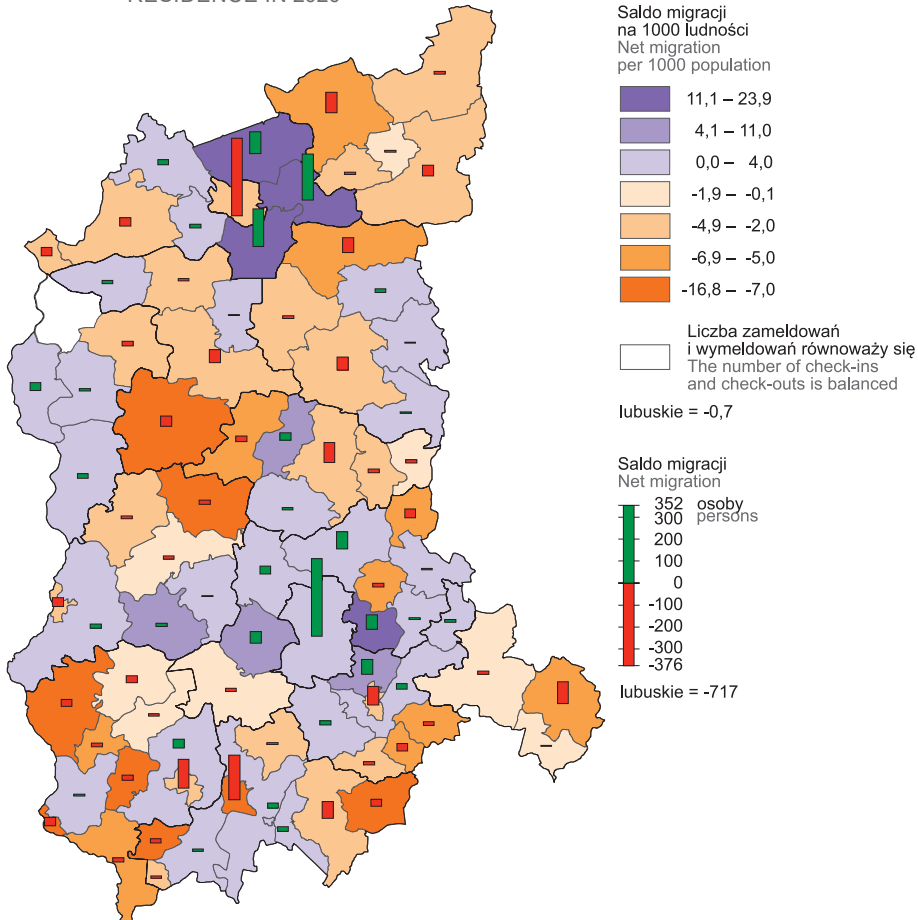 RESIDENCE IN 2020
Saldo migracji
na 1000 ludności
Net migration
per 1000 population
11,1 – 23,9
4,1 – 11,0
0,0 – 4,0
-1,9 – -0,1
-4,9 – -2,0
-6,9 – -5,0
-16,8 – -7,0
Liczba zameldowań
i wymeldowań równoważy się
The number of check-ins
and check-outs is balanced
lubuskie = -0,7
Saldo migracji
Net migration
352 osoby
300 persons
200
100
0
-100
-200
-300
-376
lubuskie = -717